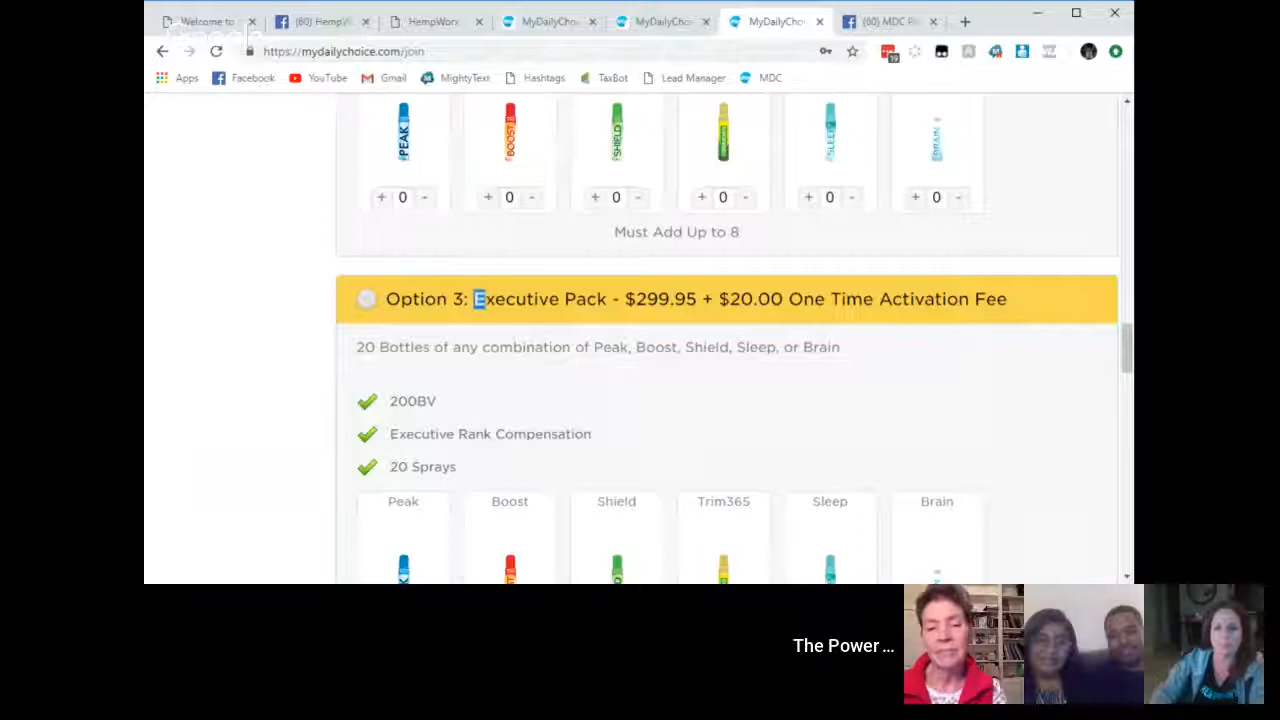 Welcome to
(60) HempW
HempWorx
MyDailyCho
MyDailyCho
MyDailyCho
(60) MDC
https://mydailychoice.com/join
19
Apps
Facebook
YouTube
Gmail
MightyText
Hashtags
TaxBot
Lead Manager
MDC
PEAK
BOOST
SHIELD
SLEEP
BRAIN
+ 0 -
+ 0 -
+ 0 -
+ 0 -
+ 0 -
+ 0 -
Must Add Up to 8
Option 3: Executive Pack - $299.95 + $20.00 One Time Activation Fee
20 Bottles of any combination of Peak, Boost, Shield, Sleep, or Brain
200BV
Executive Rank Compensation
20 Sprays
Peak
Boost
Shield
Trim365
Sleep
Brain
The Power ...